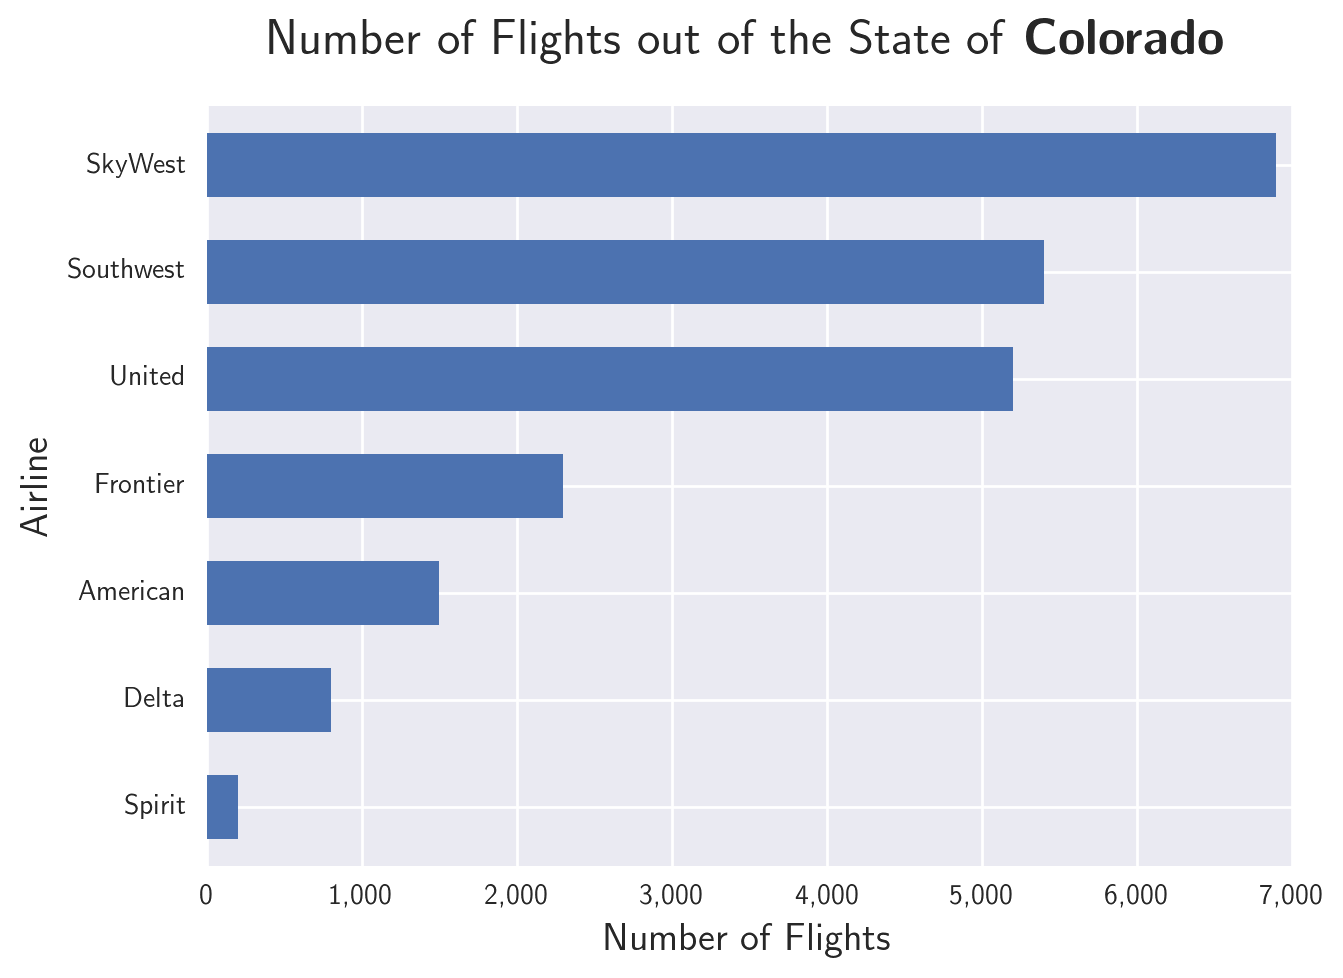 Number of Flights out of the State of Colorado
SkyWest
Southwest
United
Frontier
American
Delta
Spirit
Airline
0 1,000 2,000 3,000 4,000 5,000 6,000 7,000
Number of Flights